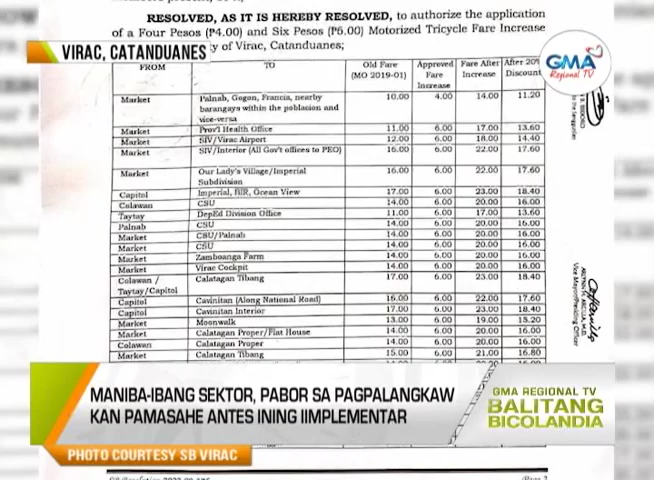 RESOLVED, AS IT IS HEREBY RESOLVED, to authorize the application
of a Four Pesos (₱4.00) and Six Pesos (₱6.00) Motorized Tricycle Fare Increase
VIRAC, CATANDUANES
ty of Virac, Catanduanes;
GMA
Regional TV
FROM TO Old Fare (MO 2019-01) Approved Fare Increase Fare After Increase After 20% Discount
Market Palnab, Gogon, Francia, nearby barangays within the poblacion and vice-versa 10.00 4.00 14.00 11.20
Market Prov'l Health Office 11.00 6.00 17.00 13.60
Market SIV/Virac Airport 12.00 6.00 18.00 14.40
Market SIV/Interior (All Gov't offices to PEO) 16.00 6.00 22.00 17.60
Market Our Lady's Village/Imperial Subdivision 16.00 6.00 22.00 17.60
Capitol Imperial, BIR, Ocean View 17.00 6.00 23.00 18.40
Colawan CSU 14.00 6.00 20.00 16.00
Taytay DepEd Division Office 11.00 6.00 17.00 13.60
Palnab CSU 14.00 6.00 20.00 16.00
Market CSU/Palnab 14.00 6.00 20.00 16.00
Market CSU 14.00 6.00 20.00 16.00
Market Zamboanga Farm 14.00 6.00 20.00 16.00
Market Virac Cockpit 14.00 6.00 20.00 16.00
Colawan / Taytay/Capitol Calatagan Tibang 17.00 6.00 23.00 18.40
Capitol Cavinitan (Along National Road) 16.00 6.00 22.00 17.60
Capitol Cavinitan Interior 17.00 6.00 23.00 18.40
Market Moonwalk 13.00 6.00 19.00 15.20
Market Calatagan Proper/Flat House 14.00 6.00 20.00 16.00
Colawan Calatagan Proper 14.00 6.00 20.00 16.00
Market Calatagan Tibang 15.00 6.00 21.00 16.80
MANIBA-IBANG SEKTOR, PABOR SA PAGPALANGKAW
KAN PAMASAHE ANTES INING IIMPLEMENTAR
GMA REGIONAL TV
BALITANG
BICOLANDIA
PHOTO COURTESY SB VIRAC